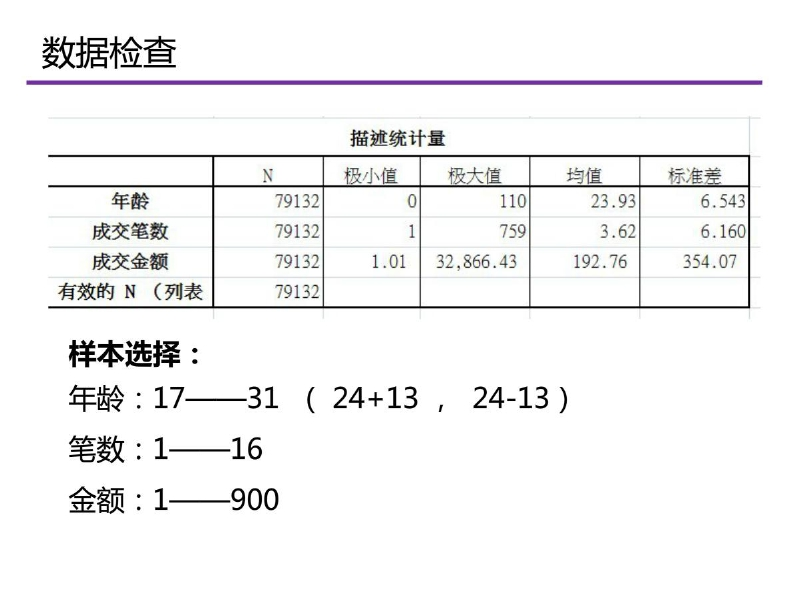 数据检查
描述统计量
N 极小值 极大值 均值 标准差
年龄 79132 0 110 23.93 6.543
成交笔数 79132 1 759 3.62 6.160
成交金额 79132 1.01 32,866.43 192.76 354.07
有效的 N （列表 79132
样本选择：
年龄：17——31 （ 24+13 ， 24-13）
笔数：1——16
金额：1——900